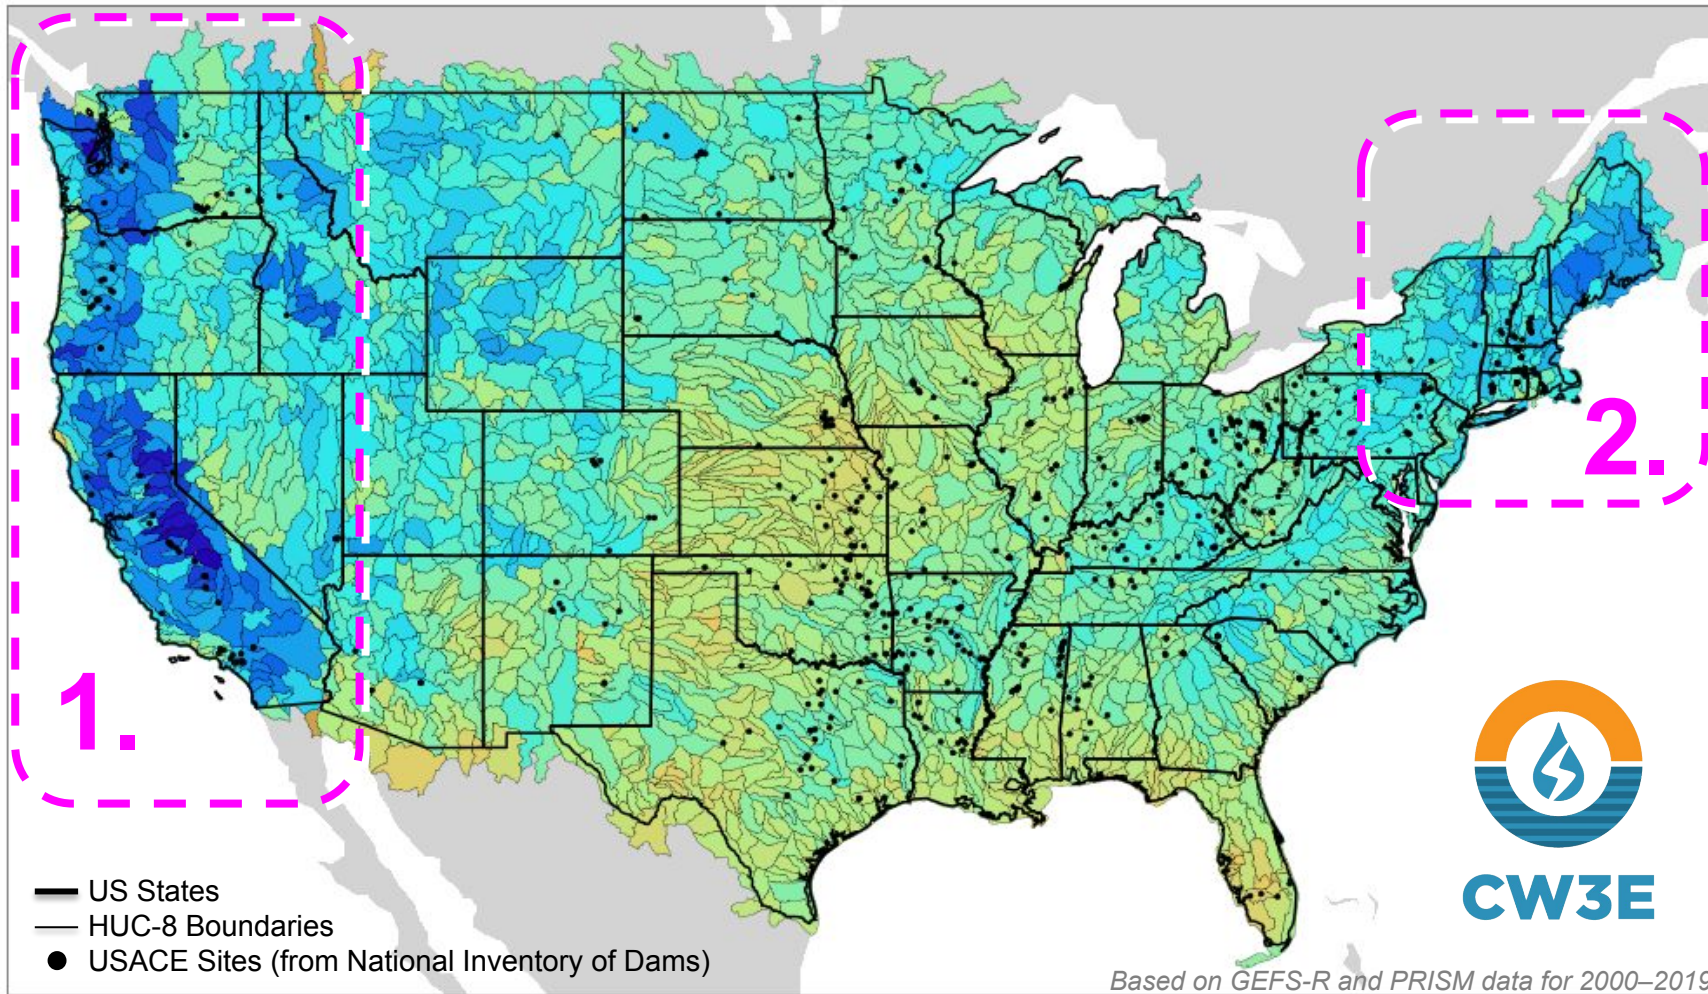 1.
2.
US States
HUC-8 Boundaries
USACE Sites (from National Inventory of Dams)
CW3E
Based on GEFS-R and PRISM data for 2000–2019